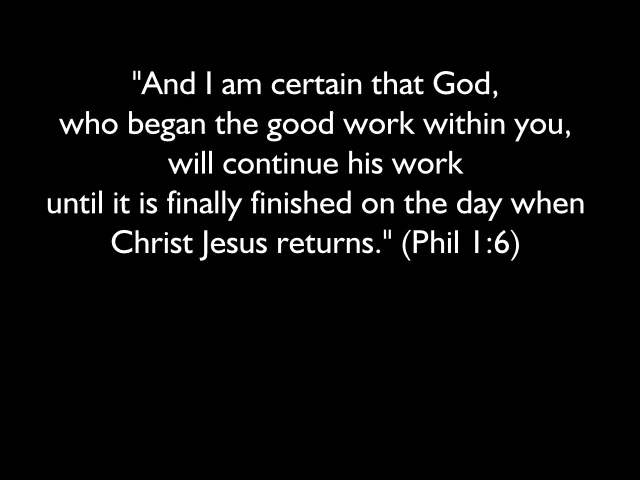 "And I am certain that God,
who began the good work within you,
will continue his work
until it is finally finished on the day when
Christ Jesus returns." (Phil 1:6)